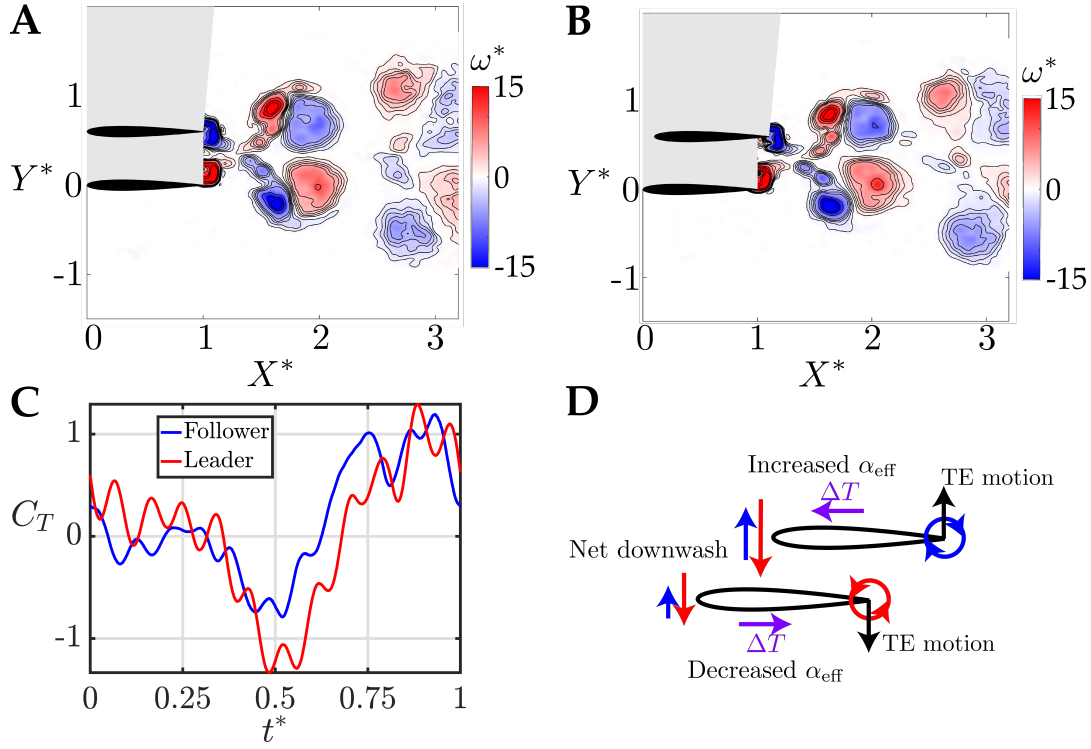 A
ω*
15
0
-15
1
Y*
0
-1
0
1
2
3
X*
B
ω*
15
0
-15
1
Y*
0
-1
0
1
2
3
X*
C
Follower
Leader
1
C_T
0
-1
0
0.25
0.5
0.75
1
t*
D
Increased α_eff
TE motion
ΔT
Net downwash
ΔT
TE motion
Decreased α_eff